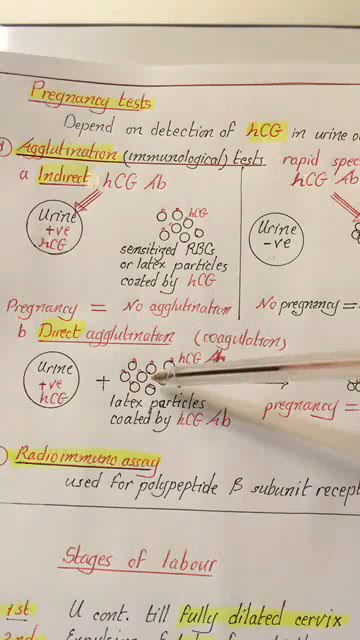 Pregnancy tests
Depend on detection of hCG in urine o
Agglutination (immunological) tests rapid spec
a Indirect hCG Ab hCG Ab
Urine +ve hCG
hCG
sensitized RBCs or latex particles coated by hCG
Urine -ve
Pregnancy = No agglutination No pregnancy =
b Direct agglutination (coagulation)
Urine +ve hCG
+
hCG Ab
latex particles coated by hCG Ab
pregnancy =
Radioimmuno assay
used for polypeptide B subunit recept
Stages of labour
1st U cont. till fully dilated cervix
2nd Expulsion